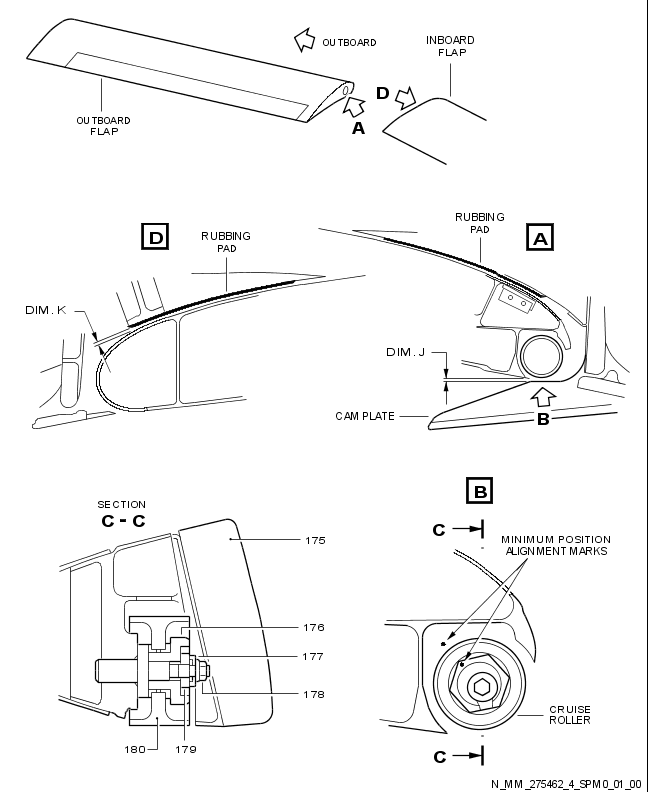 OUTBOARD
INBOARD
FLAP
D
A
OUTBOARD
FLAP
D
RUBBING
PAD
RUBBING
PAD
A
DIM. K
DIM. J
CAM PLATE
B
SECTION
C - C
B
C
MINIMUM POSITION
ALIGNMENT MARKS
175
176
177
178
180
179
CRUISE
ROLLER
C
N_MM_275462_4_SPM0_01_00